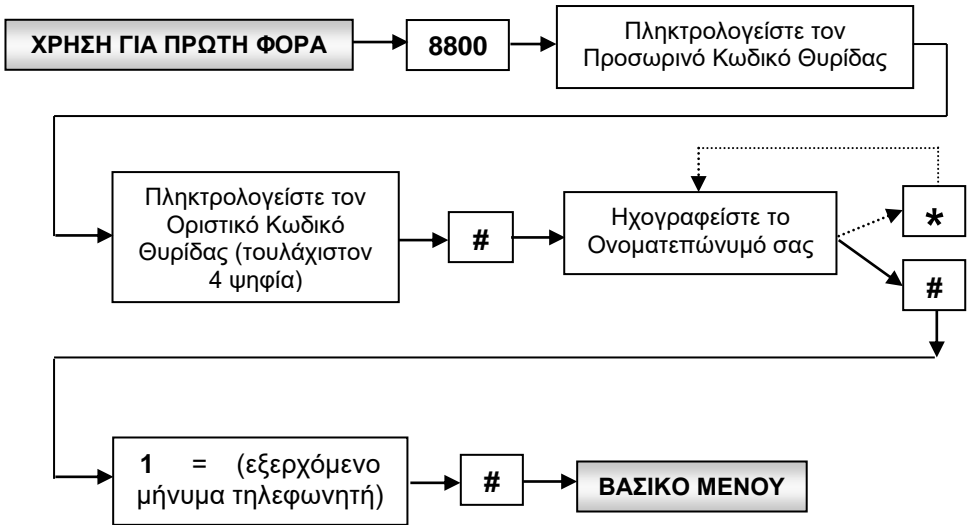 ΧΡΗΣΗ ΓΙΑ ΠΡΩΤΗ ΦΟΡΑ
8800
Πληκτρολογείστε τον
Προσωρινό Κωδικό Θυρίδας
Πληκτρολογείστε τον
Οριστικό Κωδικό
Θυρίδας (τουλάχιστον
4 ψηφία)
#
Ηχογραφείστε το
Ονοματεπώνυμό σας
*
#
1 = (εξερχόμενο
μήνυμα τηλεφωνητή)
#
ΒΑΣΙΚΟ ΜΕΝΟΥ